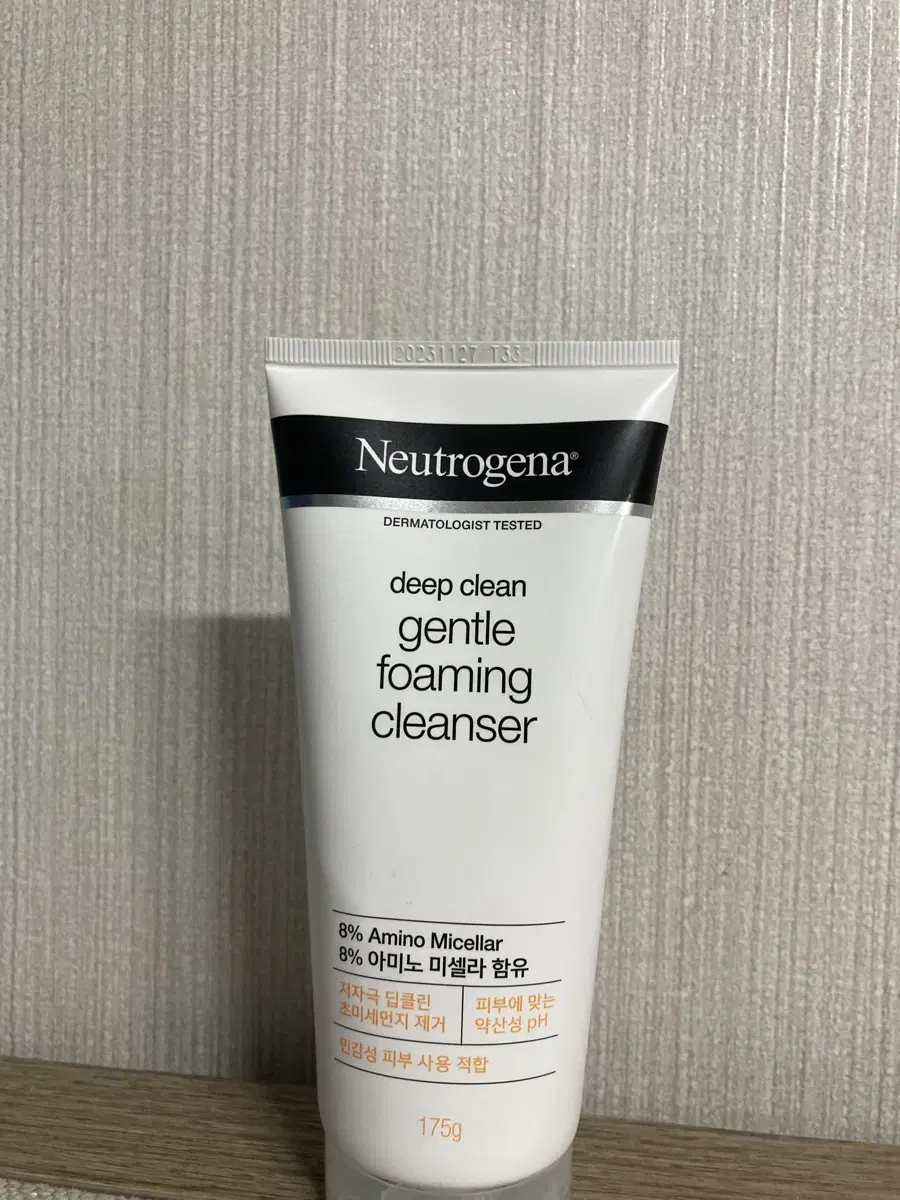 20231127 T332
Neutrogena®
DERMATOLOGIST TESTED
deep clean
gentle
foaming
cleanser
8% Amino Micellar
8% 아미노 미셀라 함유
저자극 딥클린
초미세먼지 제거
피부에 맞는
약산성 pH
민감성 피부 사용 적합
175g